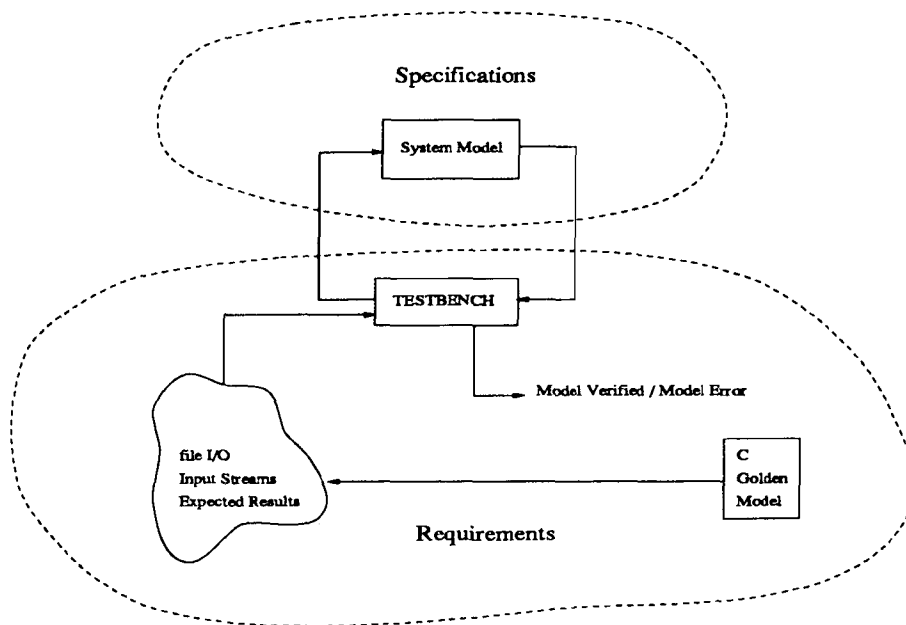 Specifications
System Model
TESTBENCH
Model Verified / Model Error
file I/O
Input Streams
Expected Results
C
Golden
Model
Requirements